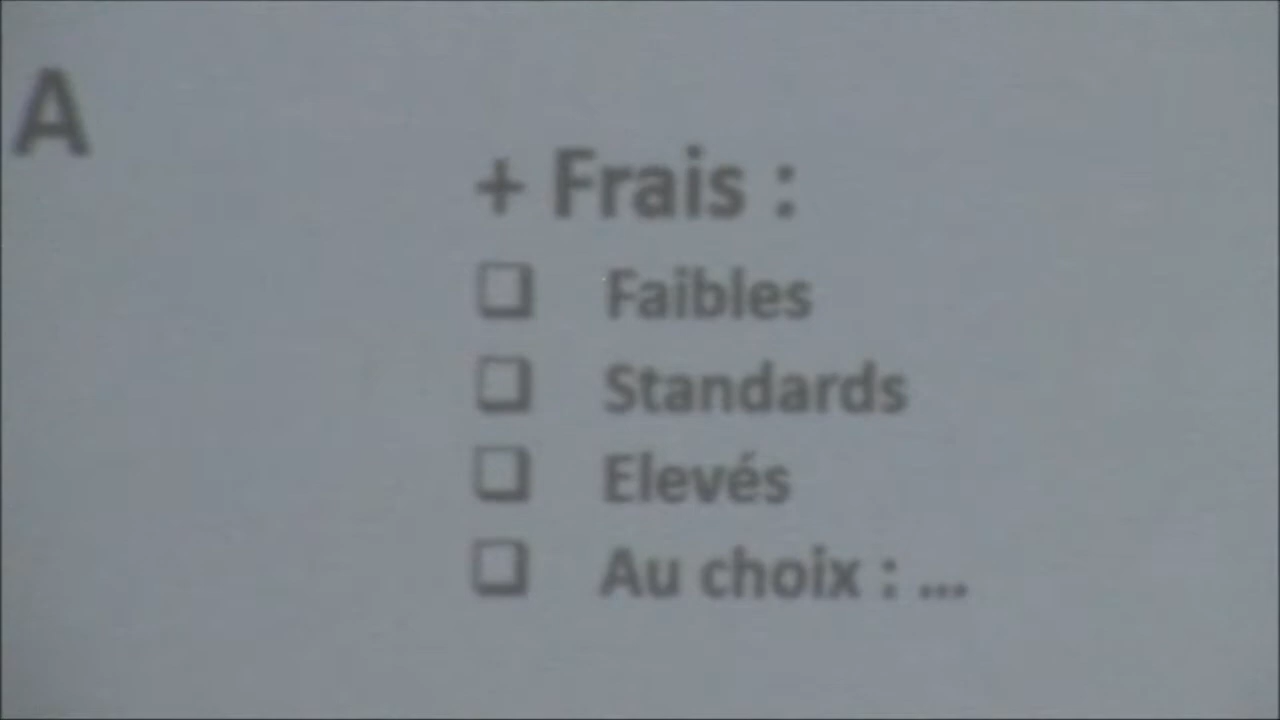 A
+ Frais :
❑ Faibles
❑ Standards
❑ Elevés
❑ Au choix : ...